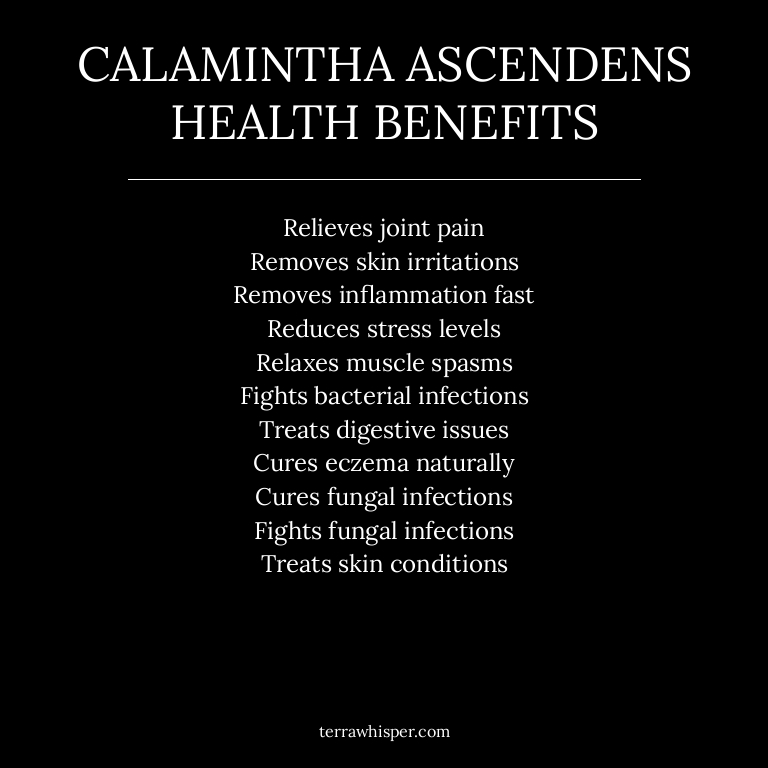 CALAMINTHA ASCENDENS
HEALTH BENEFITS
Relieves joint pain
Removes skin irritations
Removes inflammation fast
Reduces stress levels
Relaxes muscle spasms
Fights bacterial infections
Treats digestive issues
Cures eczema naturally
Cures fungal infections
Fights fungal infections
Treats skin conditions
terrawhisper.com